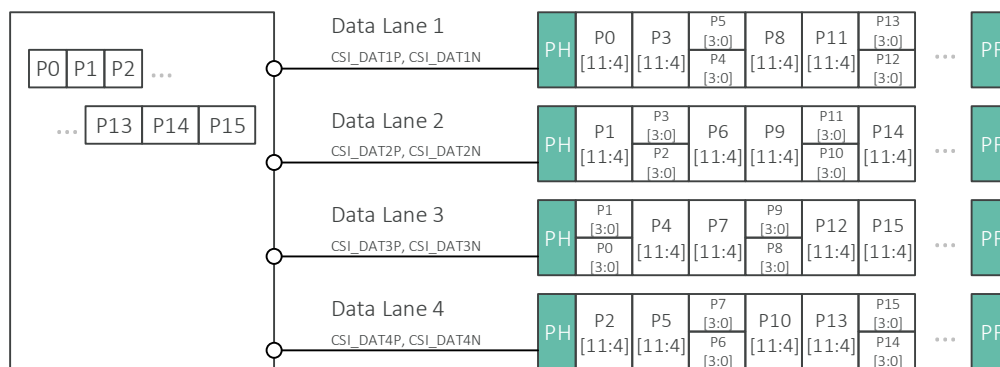 P0 P1 P2 ...
... P13 P14 P15
Data Lane 1
CSI_DAT1P, CSI_DAT1N
PH
P0
[11:4]
P3
[11:4]
P5
[3:0]
P4
[3:0]
P8
[11:4]
P11
[11:4]
P13
[3:0]
P12
[3:0]
...
Data Lane 2
CSI_DAT2P, CSI_DAT2N
PH
P1
[11:4]
P3
[3:0]
P2
[3:0]
P6
[11:4]
P9
[11:4]
P11
[3:0]
P10
[3:0]
P14
[11:4]
...
Data Lane 3
CSI_DAT3P, CSI_DAT3N
PH
P1
[3:0]
P0
[3:0]
P4
[11:4]
P7
[11:4]
P9
[3:0]
P8
[3:0]
P12
[11:4]
P15
[11:4]
...
Data Lane 4
CSI_DAT4P, CSI_DAT4N
PH
P2
[11:4]
P5
[11:4]
P7
[3:0]
P6
[3:0]
P10
[11:4]
P13
[11:4]
P15
[3:0]
P14
[3:0]
...